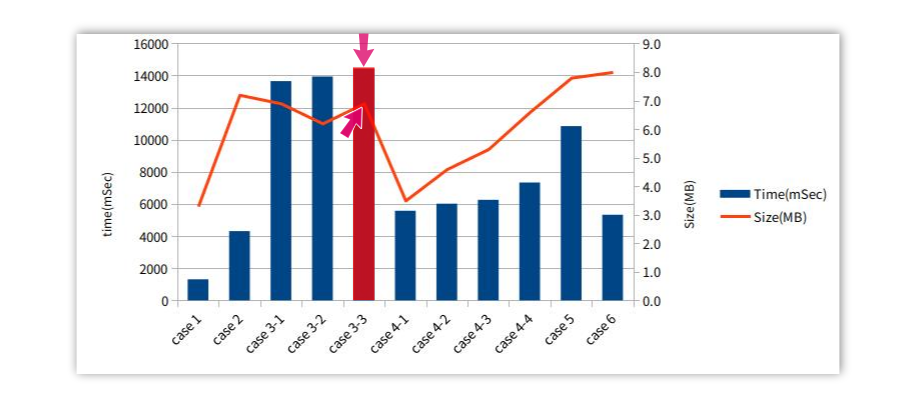 16000
14000
12000
10000
8000
6000
4000
2000
0
time(mSec)
9.0
8.0
7.0
6.0
5.0
4.0
3.0
2.0
1.0
0.0
Size(MB)
case 1
case 2
case 3-1
case 3-2
case 3-3
case 4-1
case 4-2
case 4-3
case 4-4
case 5
case 6
Time(mSec)
Size(MB)